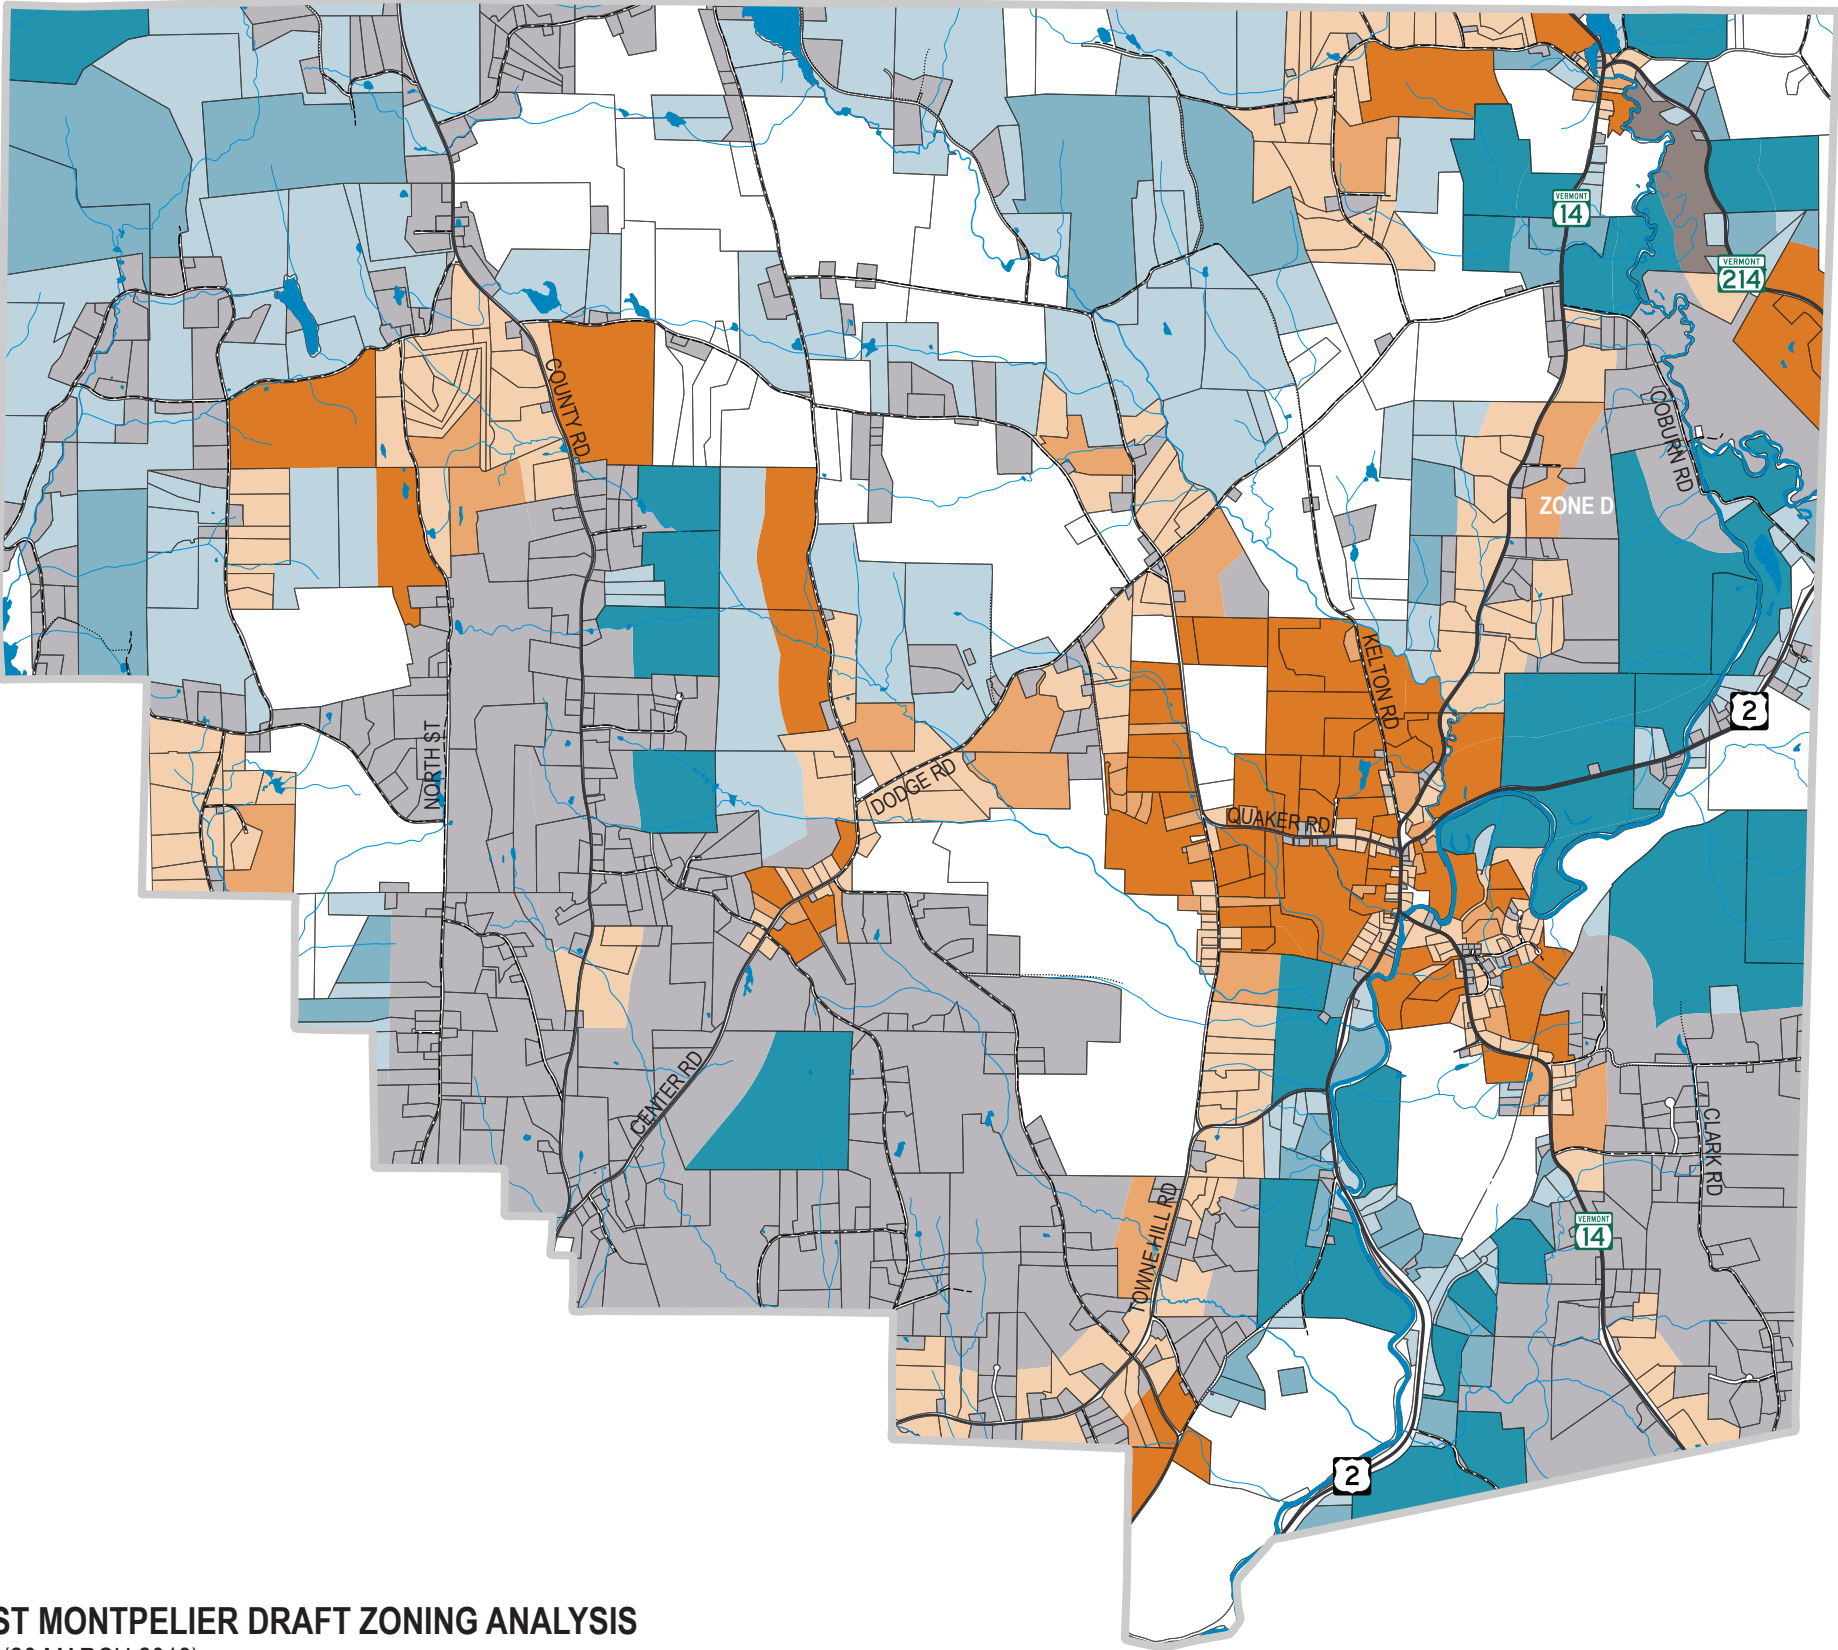 VERMONT
14
VERMONT
214
COUNTY RD
COBURN RD
ZONE D
KELTON RD
2
NORTH ST
DODGE RD
QUAKER RD
CENTER RD
CLARK RD
TOWNE HILL RD
VERMONT
14
2
ST MONTPELIER DRAFT ZONING ANALYSIS